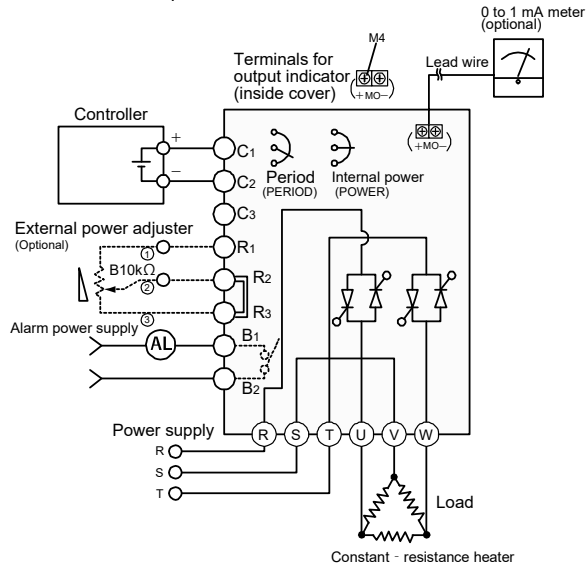 0 to 1 mA meter
(optional)
M4
Terminals for
output indicator
(inside cover)
(+MO−)
Lead wire
(+MO−)
Controller
+
−
C1
C2
C3
Period
(PERIOD)
Internal power
(POWER)
External power adjuster
(Optional)
R1
①
B10kΩ
②
R2
③
R3
Alarm power supply
AL
B1
B2
Power supply
R S T U V W
R
S
T
Load
Constant - resistance heater